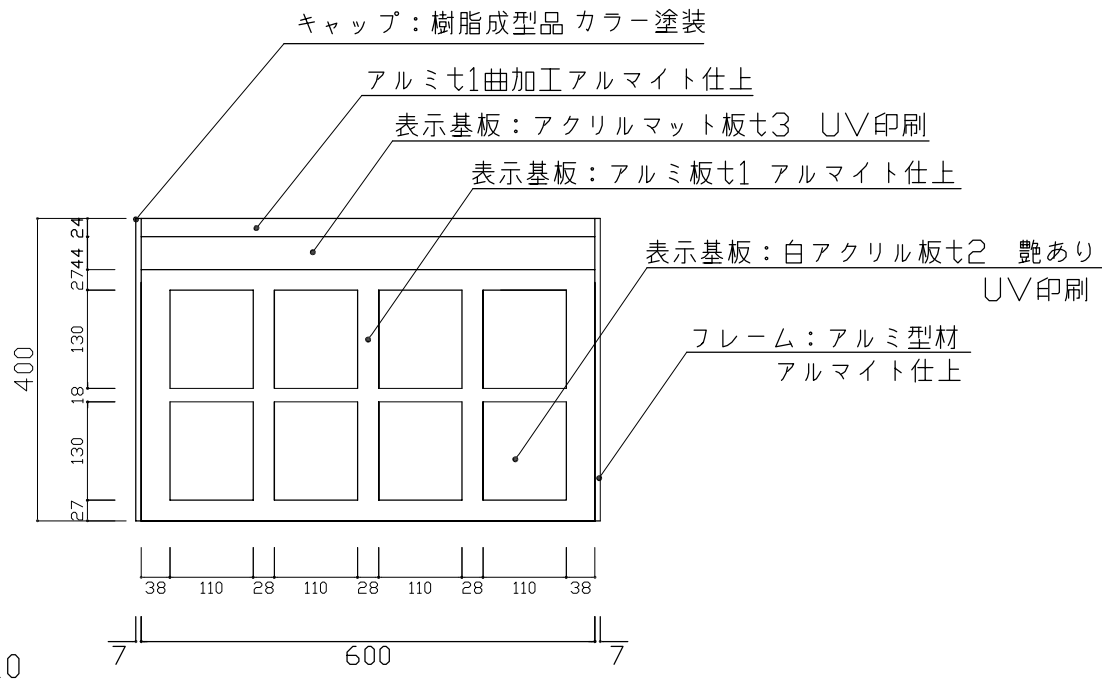 キャップ：樹脂成型品 カラー塗装
アルミt1曲加工アルマイト仕上
表示基板：アクリルマット板t3　UV印刷
表示基板：アルミ板t1 アルマイト仕上
表示基板：白アクリル板t2　艶あり
UV印刷
フレーム：アルミ型材
アルマイト仕上
400
24
44
27
130
18
130
27
38 110 28 110 28 110 28 110 38
7 600 7